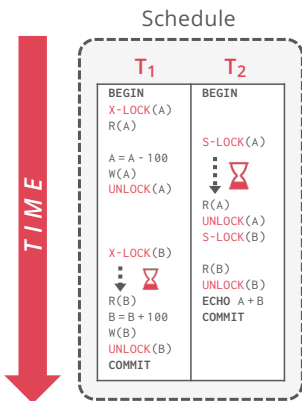 Schedule
TIME
T1
BEGIN
X-LOCK(A)
R(A)
A = A - 100
W(A)
UNLOCK(A)
X-LOCK(B)
R(B)
B = B + 100
W(B)
UNLOCK(B)
COMMIT
T2
BEGIN
S-LOCK(A)
R(A)
UNLOCK(A)
S-LOCK(B)
R(B)
UNLOCK(B)
ECHO A + B
COMMIT